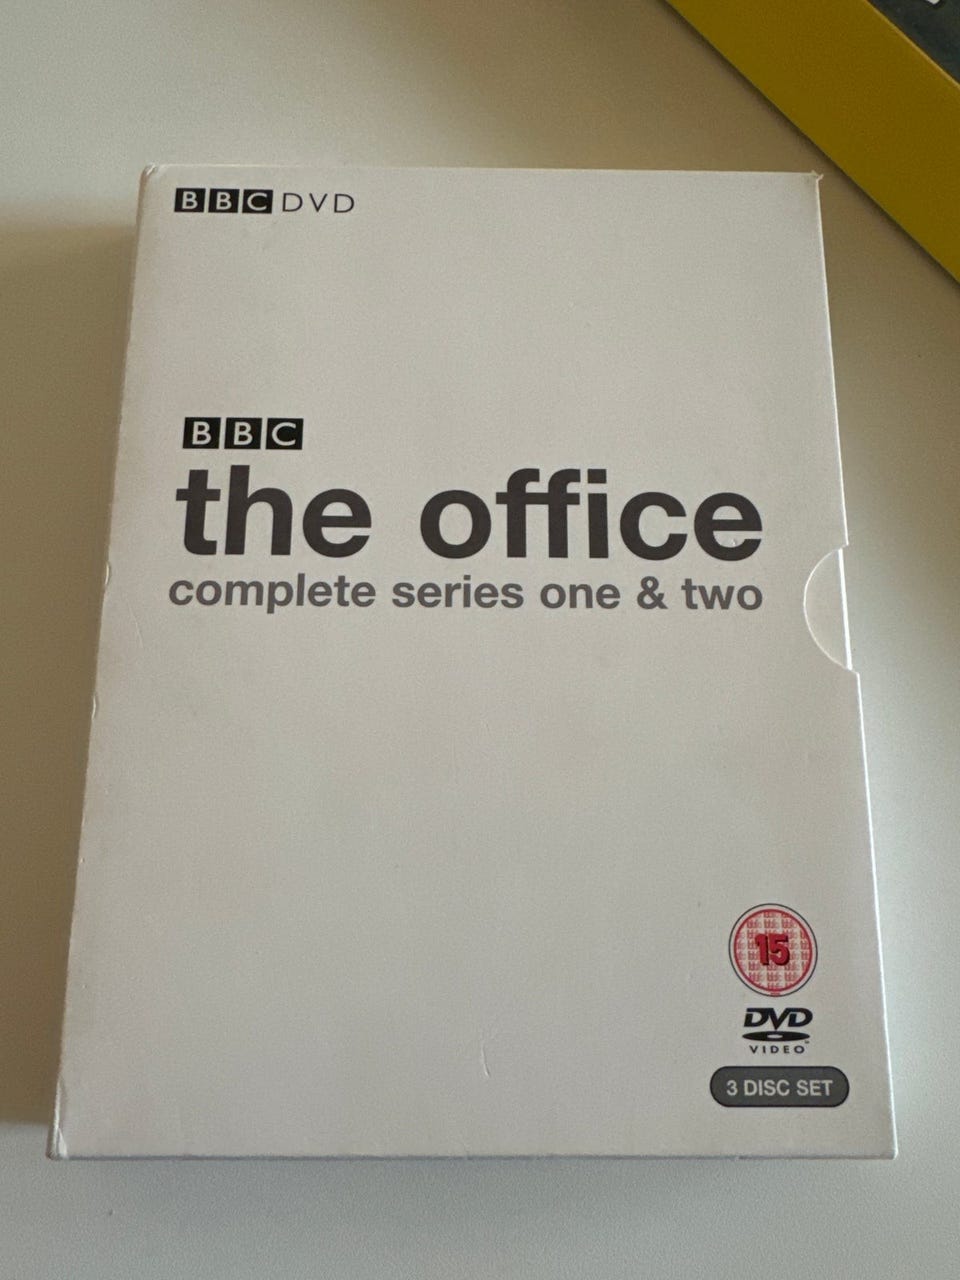 BBC DVD
BBC
the office
complete series one & two
15
DVD
VIDEO
3 DISC SET